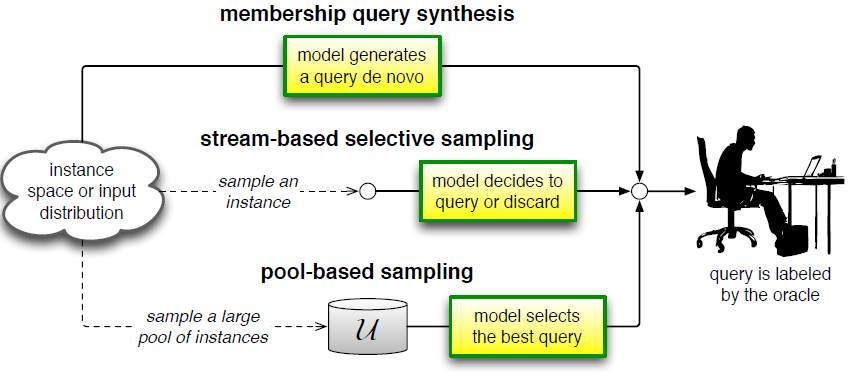 membership query synthesis
model generates
a query de novo
stream-based selective sampling
instance
space or input
distribution
sample an
instance
model decides to
query or discard
pool-based sampling
sample a large
pool of instances
U
model selects
the best query
query is labeled
by the oracle